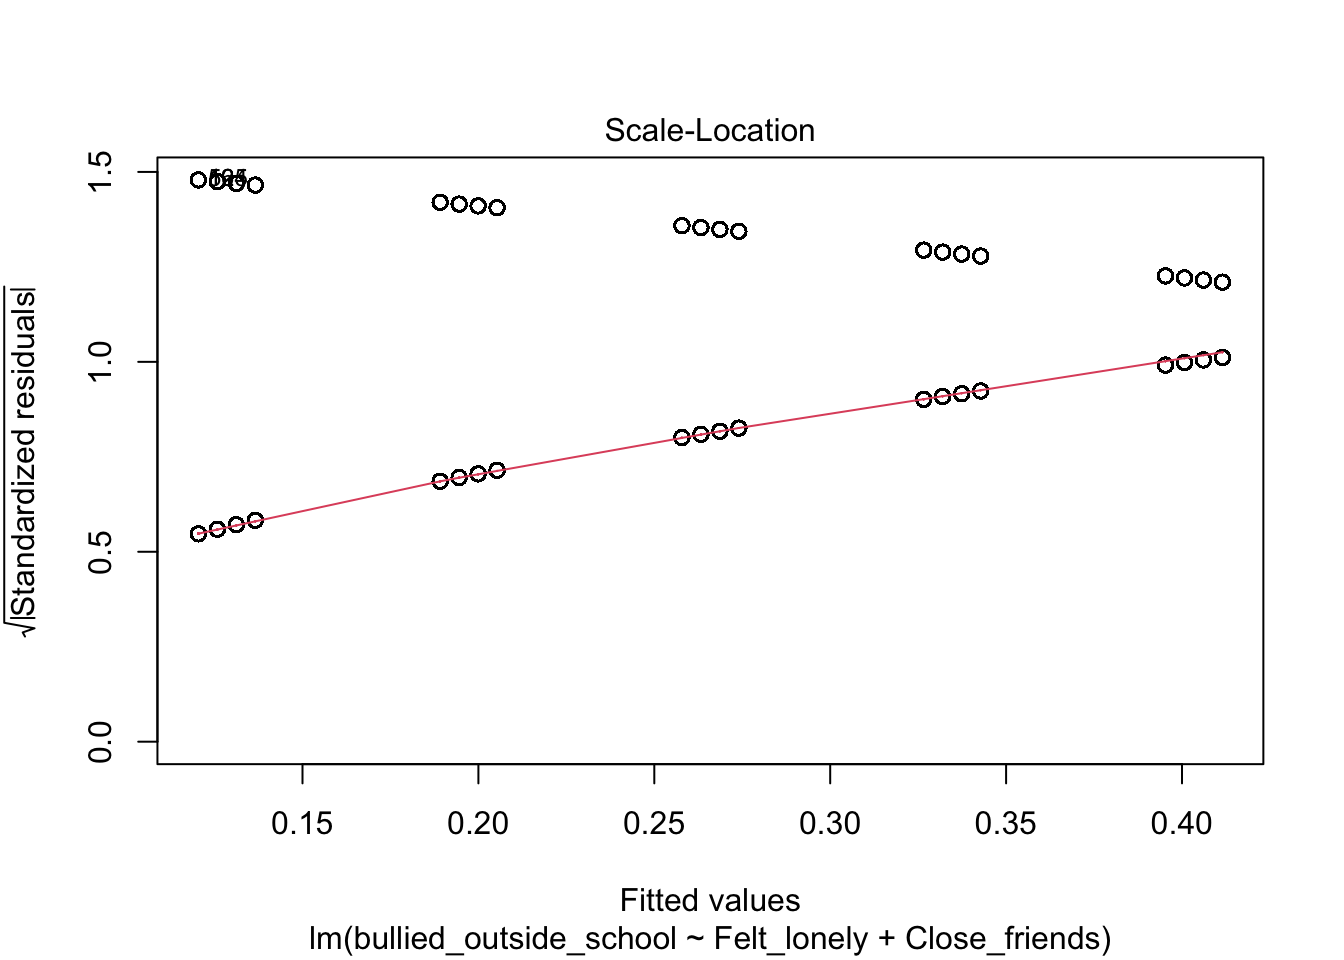 Scale-Location
√|Standardized residuals|
1.5
1.0
0.5
0.0
0.15 0.20 0.25 0.30 0.35 0.40
Fitted values
lm(bullied_outside_school ~ Felt_lonely + Close_friends)